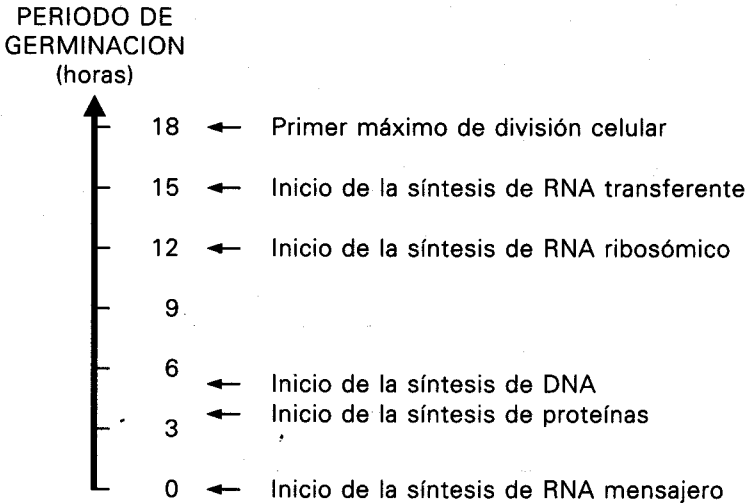 PERIODO DE
GERMINACION
(horas)
18 Primer máximo de división celular
15 Inicio de la síntesis de RNA transferente
12 Inicio de la síntesis de RNA ribosómico
9
6
Inicio de la síntesis de DNA
Inicio de la síntesis de proteínas
3
0 Inicio de la síntesis de RNA mensajero